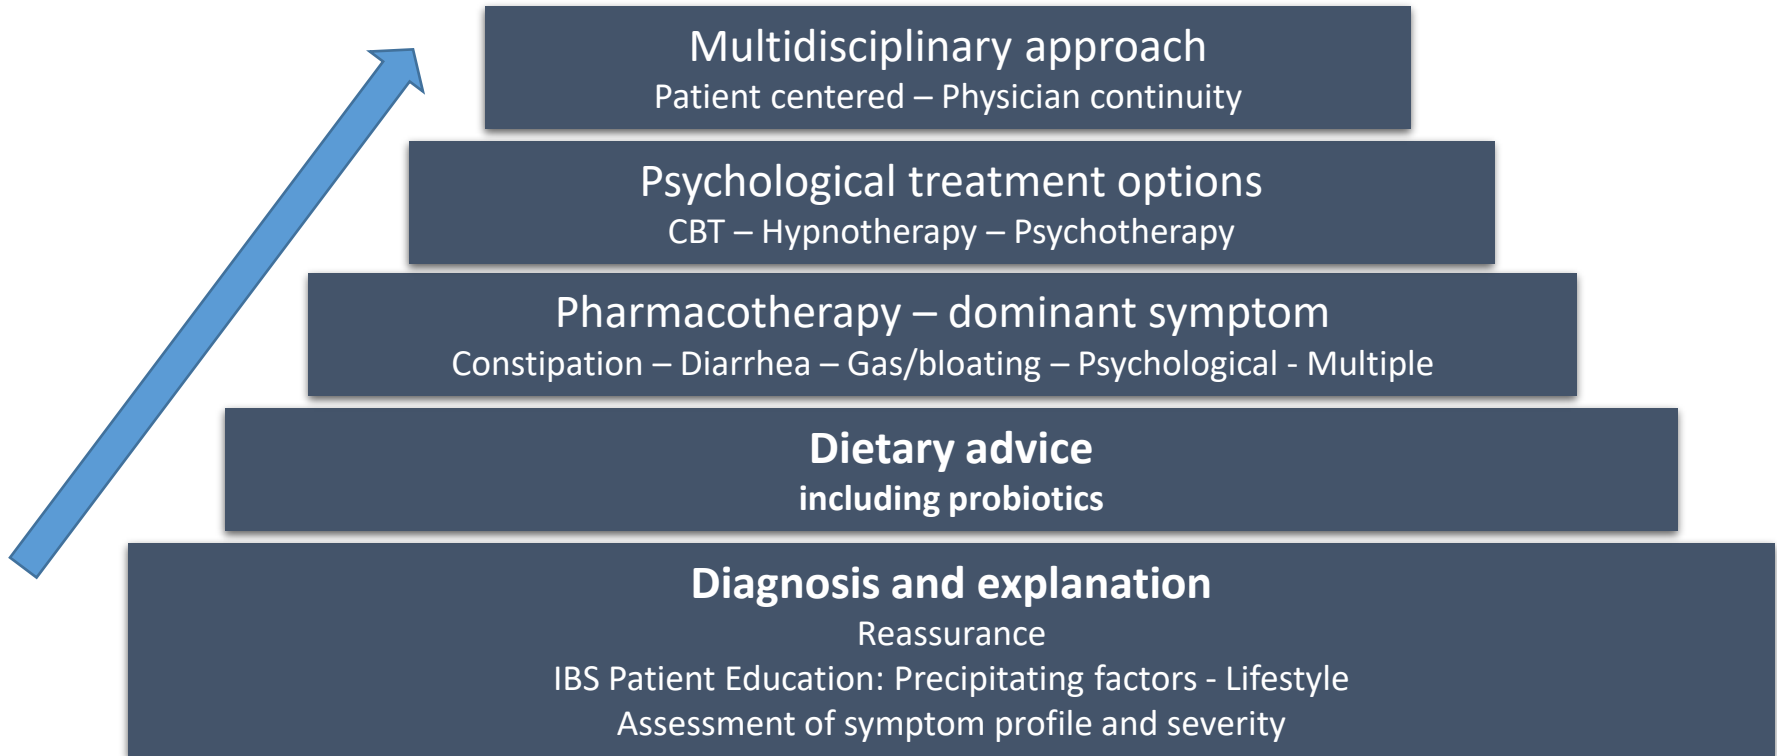 Multidisciplinary approach
Patient centered – Physician continuity
Psychological treatment options
CBT – Hypnotherapy – Psychotherapy
Pharmacotherapy – dominant symptom
Constipation – Diarrhea – Gas/bloating – Psychological - Multiple
Dietary advice
including probiotics
Diagnosis and explanation
Reassurance
IBS Patient Education: Precipitating factors - Lifestyle
Assessment of symptom profile and severity